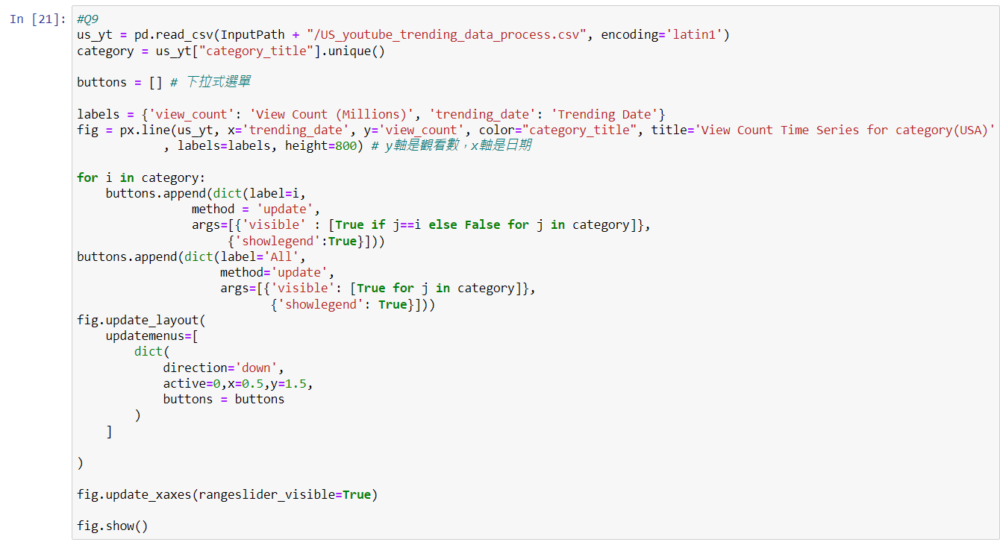 In [21]:
#Q9
us_yt = pd.read_csv(InputPath + "/US_youtube_trending_data_process.csv", encoding='latin1')
category = us_yt["category_title"].unique()
buttons = [] # 下拉式選單
labels = {'view_count': 'View Count (Millions)', 'trending_date': 'Trending Date'}
fig = px.line(us_yt, x='trending_date', y='view_count', color="category_title", title='View Count Time Series for category(USA)'
            , labels=labels, height=800) # y軸是觀看數，x軸是日期
for i in category:
    buttons.append(dict(label=i,
                method = 'update',
                args=[{'visible' : [True if j==i else False for j in category]},
                     {'showlegend':True}]))
buttons.append(dict(label='All',
                    method='update',
                    args=[{'visible': [True for j in category]},
                           {'showlegend': True}]))
fig.update_layout(
    updatemenus=[
        dict(
            direction='down',
            active=0,x=0.5,y=1.5,
            buttons = buttons
        )
    ]
)
fig.update_xaxes(rangeslider_visible=True)
fig.show()